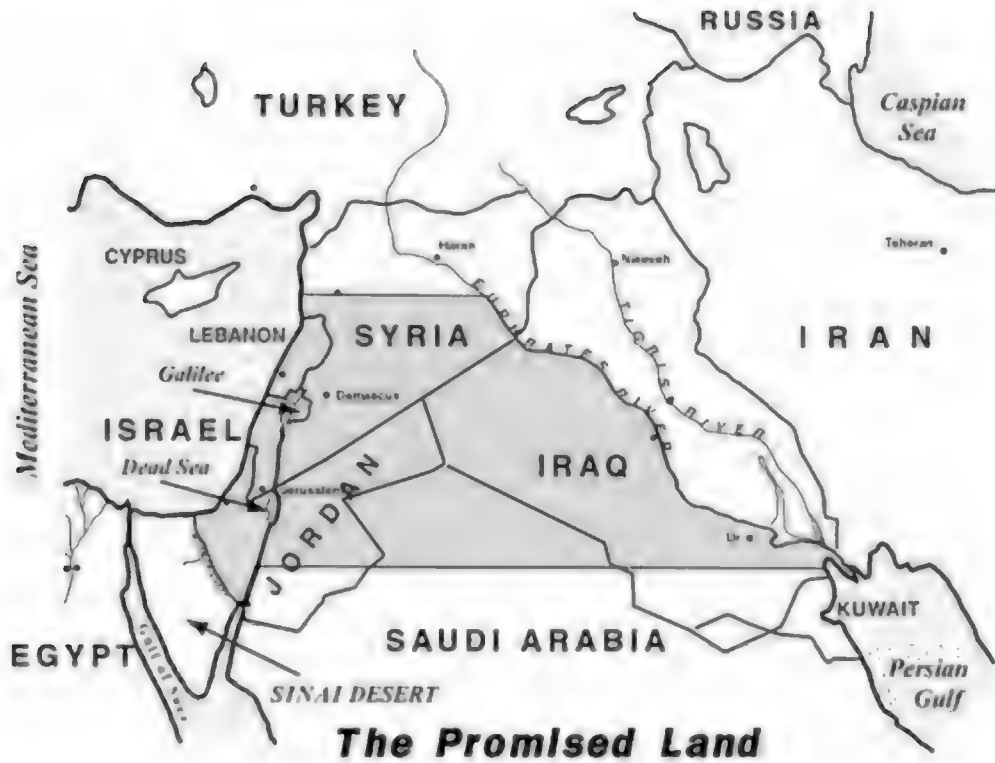 RUSSIA
TURKEY
Caspian
Sea
Haran
Nineveh
Teheran
CYPRUS
Mediterranean Sea
LEBANON
SYRIA
EUPHRATES RIVER
TIGRIS RIVER
IRAN
Galilee
Damascus
ISRAEL
Dead Sea
Jerusalem
IRAQ
JORDAN
Ur
KUWAIT
EGYPT
Gulf of Suez
SAUDI ARABIA
Persian
Gulf
SINAI DESERT
The Promised Land